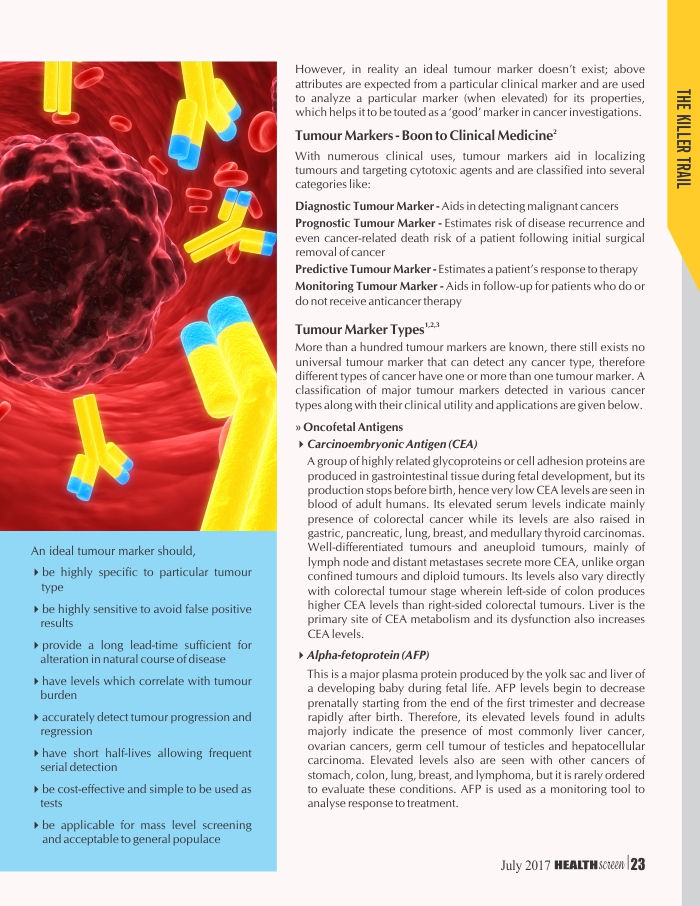 However, in reality an ideal tumour marker doesn't exist; above
attributes are expected from a particular clinical marker and are used
to analyze a particular marker (when elevated) for its properties,
which helps it to be touted as a 'good' marker in cancer investigations.
Tumour Markers - Boon to Clinical Medicine²
With numerous clinical uses, tumour markers aid in localizing
tumours and targeting cytotoxic agents and are classified into several
categories like:
Diagnostic Tumour Marker - Aids in detecting malignant cancers
Prognostic Tumour Marker - Estimates risk of disease recurrence and
even cancer-related death risk of a patient following initial surgical
removal of cancer
Predictive Tumour Marker - Estimates a patient's response to therapy
Monitoring Tumour Marker - Aids in follow-up for patients who do or
do not receive anticancer therapy
Tumour Marker Types¹,²,³
More than a hundred tumour markers are known, there still exists no
universal tumour marker that can detect any cancer type, therefore
different types of cancer have one or more than one tumour marker. A
classification of major tumour markers detected in various cancer
types along with their clinical utility and applications are given below.
» Oncofetal Antigens
Carcinoembryonic Antigen (CEA)
A group of highly related glycoproteins or cell adhesion proteins are
produced in gastrointestinal tissue during fetal development, but its
production stops before birth, hence very low CEA levels are seen in
blood of adult humans. Its elevated serum levels indicate mainly
presence of colorectal cancer while its levels are also raised in
gastric, pancreatic, lung, breast, and medullary thyroid carcinomas.
Well-differentiated tumours and aneuploid tumours, mainly of
lymph node and distant metastases secrete more CEA, unlike organ
confined tumours and diploid tumours. Its levels also vary directly
with colorectal tumour stage wherein left-side of colon produces
higher CEA levels than right-sided colorectal tumours. Liver is the
primary site of CEA metabolism and its dysfunction also increases
CEA levels.
Alpha-fetoprotein (AFP)
This is a major plasma protein produced by the yolk sac and liver of
a developing baby during fetal life. AFP levels begin to decrease
prenatally starting from the end of the first trimester and decrease
rapidly after birth. Therefore, its elevated levels found in adults
majorly indicate the presence of most commonly liver cancer,
ovarian cancers, germ cell tumour of testicles and hepatocellular
carcinoma. Elevated levels also are seen with other cancers of
stomach, colon, lung, breast, and lymphoma, but it is rarely ordered
to evaluate these conditions. AFP is used as a monitoring tool to
analyse response to treatment.
An ideal tumour marker should,
be highly specific to particular tumour
type
be highly sensitive to avoid false positive
results
provide a long lead-time sufficient for
alteration in natural course of disease
have levels which correlate with tumour
burden
accurately detect tumour progression and
regression
have short half-lives allowing frequent
serial detection
be cost-effective and simple to be used as
tests
be applicable for mass level screening
and acceptable to general populace
THE KILLER TRAIL
July 2017 HEALTHscreen | 23